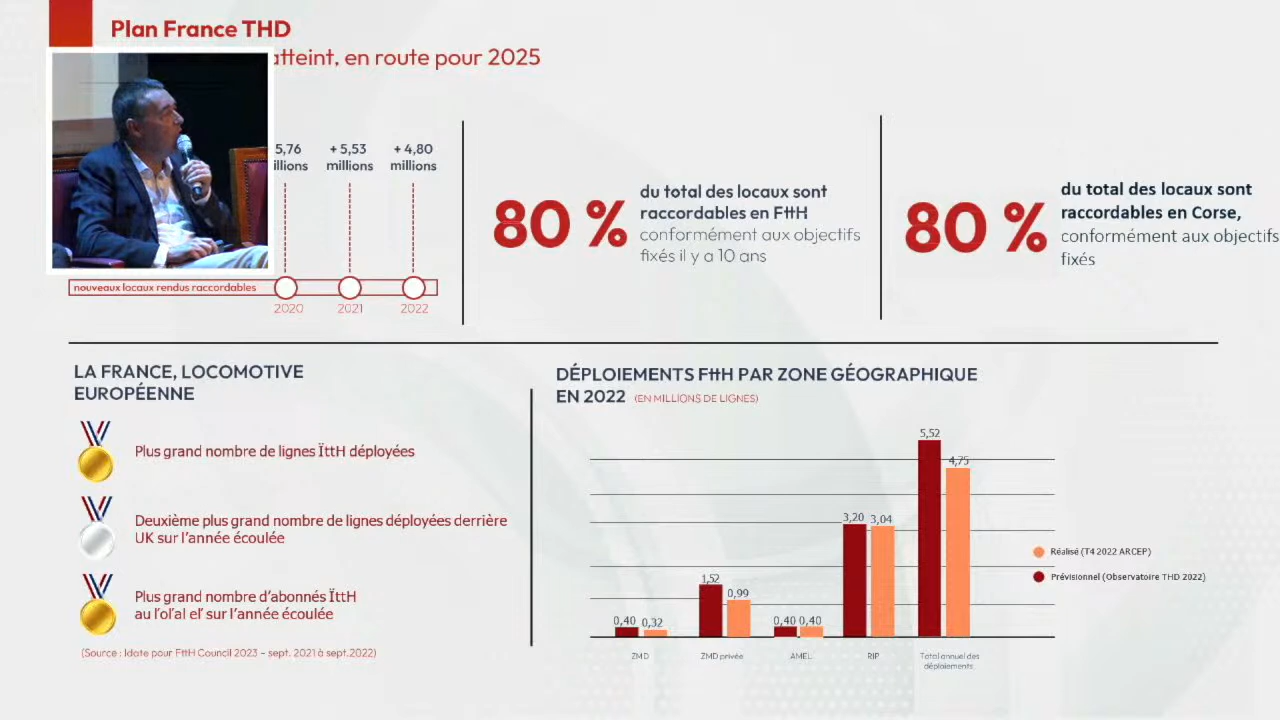 Plan France THD
atteint, en route pour 2025
5,76
illions
+ 5,53
millions
+ 4,80
millions
nouveaux locaux rendus raccordables
2020
2021
2022
80 %
du total des locaux sont
raccordables en FttH
conformément aux objectifs
fixés il y a 10 ans
80 %
du total des locaux sont
raccordables en Corse,
conformément aux objectifs
fixés
LA FRANCE, LOCOMOTIVE
EUROPÉENNE
Plus grand nombre de lignes ÏttH déployées
Deuxième plus grand nombre de lignes déployées derrière
UK sur l’année écoulée
Plus grand nombre d’abonnés ÏttH
au l’ol’al eľ sur l’année écoulée
(Source : Idate pour FttH Council 2023 – sept. 2021 à sept.2022)
DÉPLOIEMENTS FttH PAR ZONE GÉOGRAPHIQUE
EN 2022 (EN MILLIONS DE LIGNES)
5,52
4,75
3,20
3,04
1,52
0,99
0,40
0,32
0,40
0,40
Réalisé (T4 2022 ARCEP)
Prévisionnel (Observatoire THD 2022)
ZMD
ZMD privée
AMEL
RIP
Total annuel des
déploiements